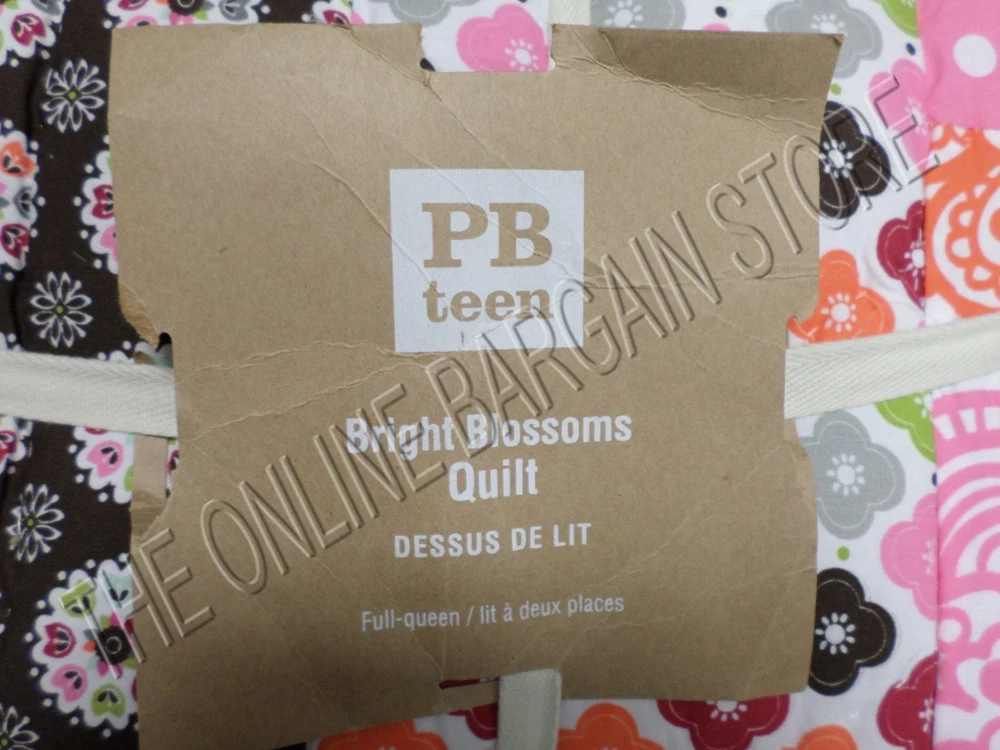 PB
teen
Bright Blossoms
Quilt
DESSUS DE LIT
Full-queen / lit à deux places
THE ONLINE BARGAIN STORE